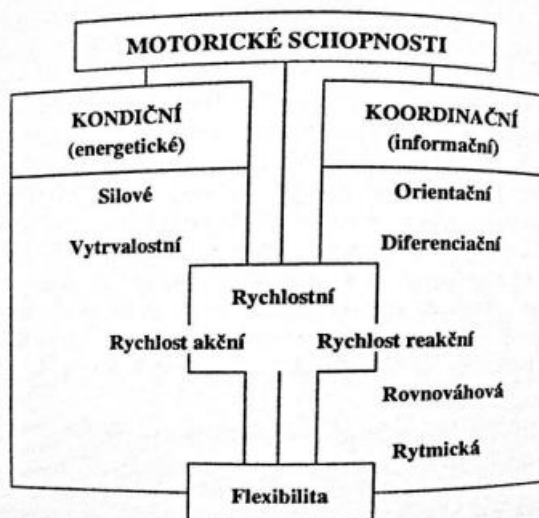 MOTORICKÉ SCHOPNOSTI
KONDIČNÍ
(energetické)
KOORDINAČNÍ
(informační)
Silové
Orientační
Vytrvalostní
Diferenciační
Rychlostní
Rychlost akční
Rychlost reakční
Rovnováhová
Rytmická
Flexibilita